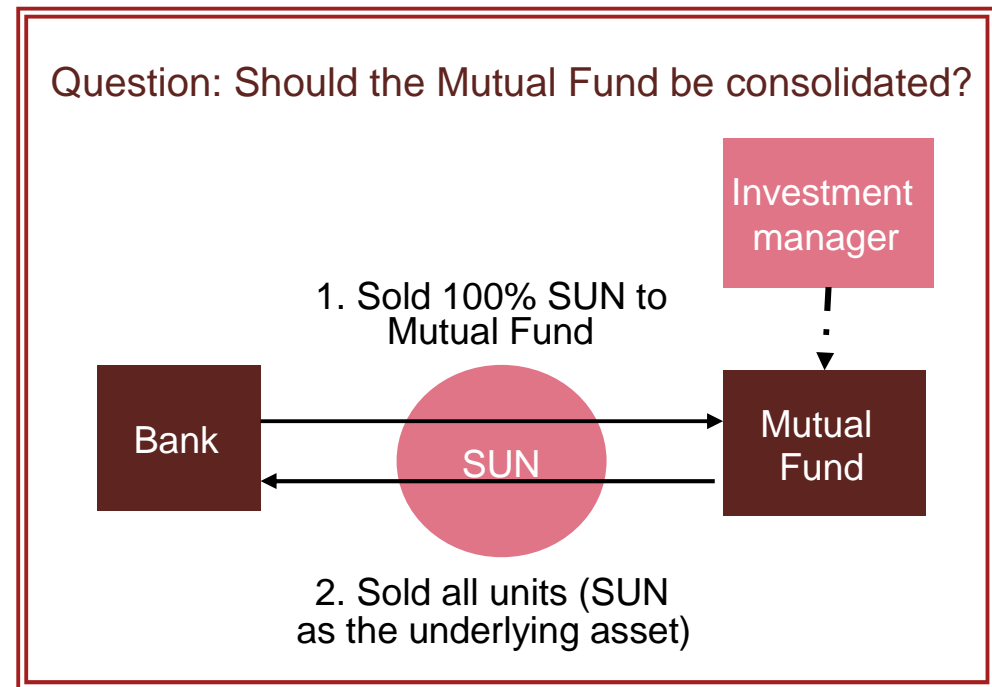 Question: Should the Mutual Fund be consolidated?
Investment
manager
1. Sold 100% SUN to
Mutual Fund
Bank
SUN
Mutual
Fund
2. Sold all units (SUN
as the underlying asset)